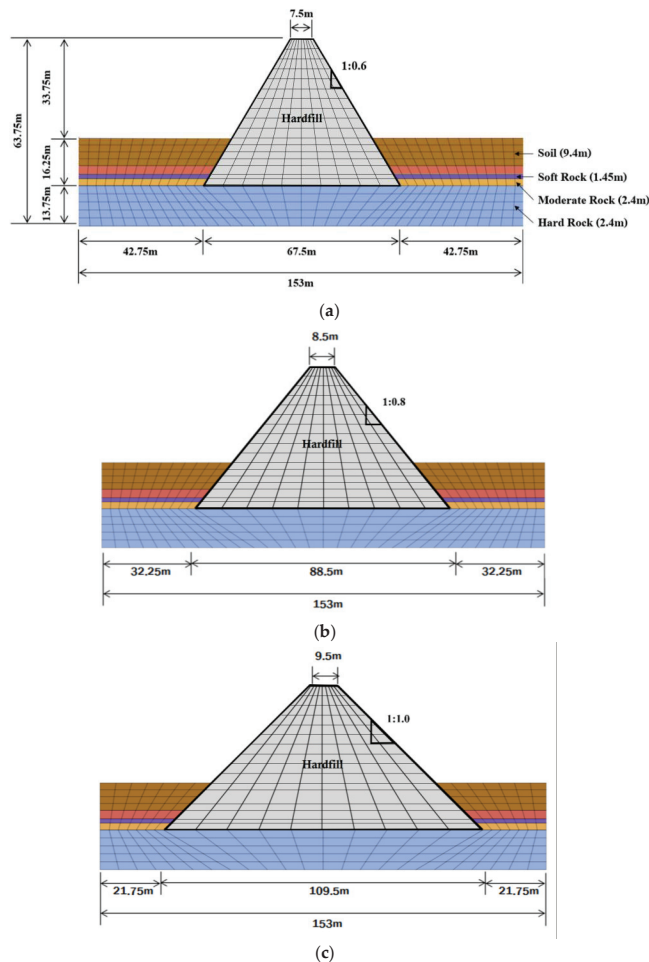 7.5m
1:0.6
63.75m
33.75m
16.25m
13.75m
Hardfill
Soil (9.4m)
Soft Rock (1.45m)
Moderate Rock (2.4m)
Hard Rock (2.4m)
42.75m
67.5m
42.75m
153m
(a)
8.5m
1:0.8
Hardfill
32.25m
88.5m
32.25m
153m
(b)
9.5m
1:1.0
Hardfill
21.75m
109.5m
21.75m
153m
(c)